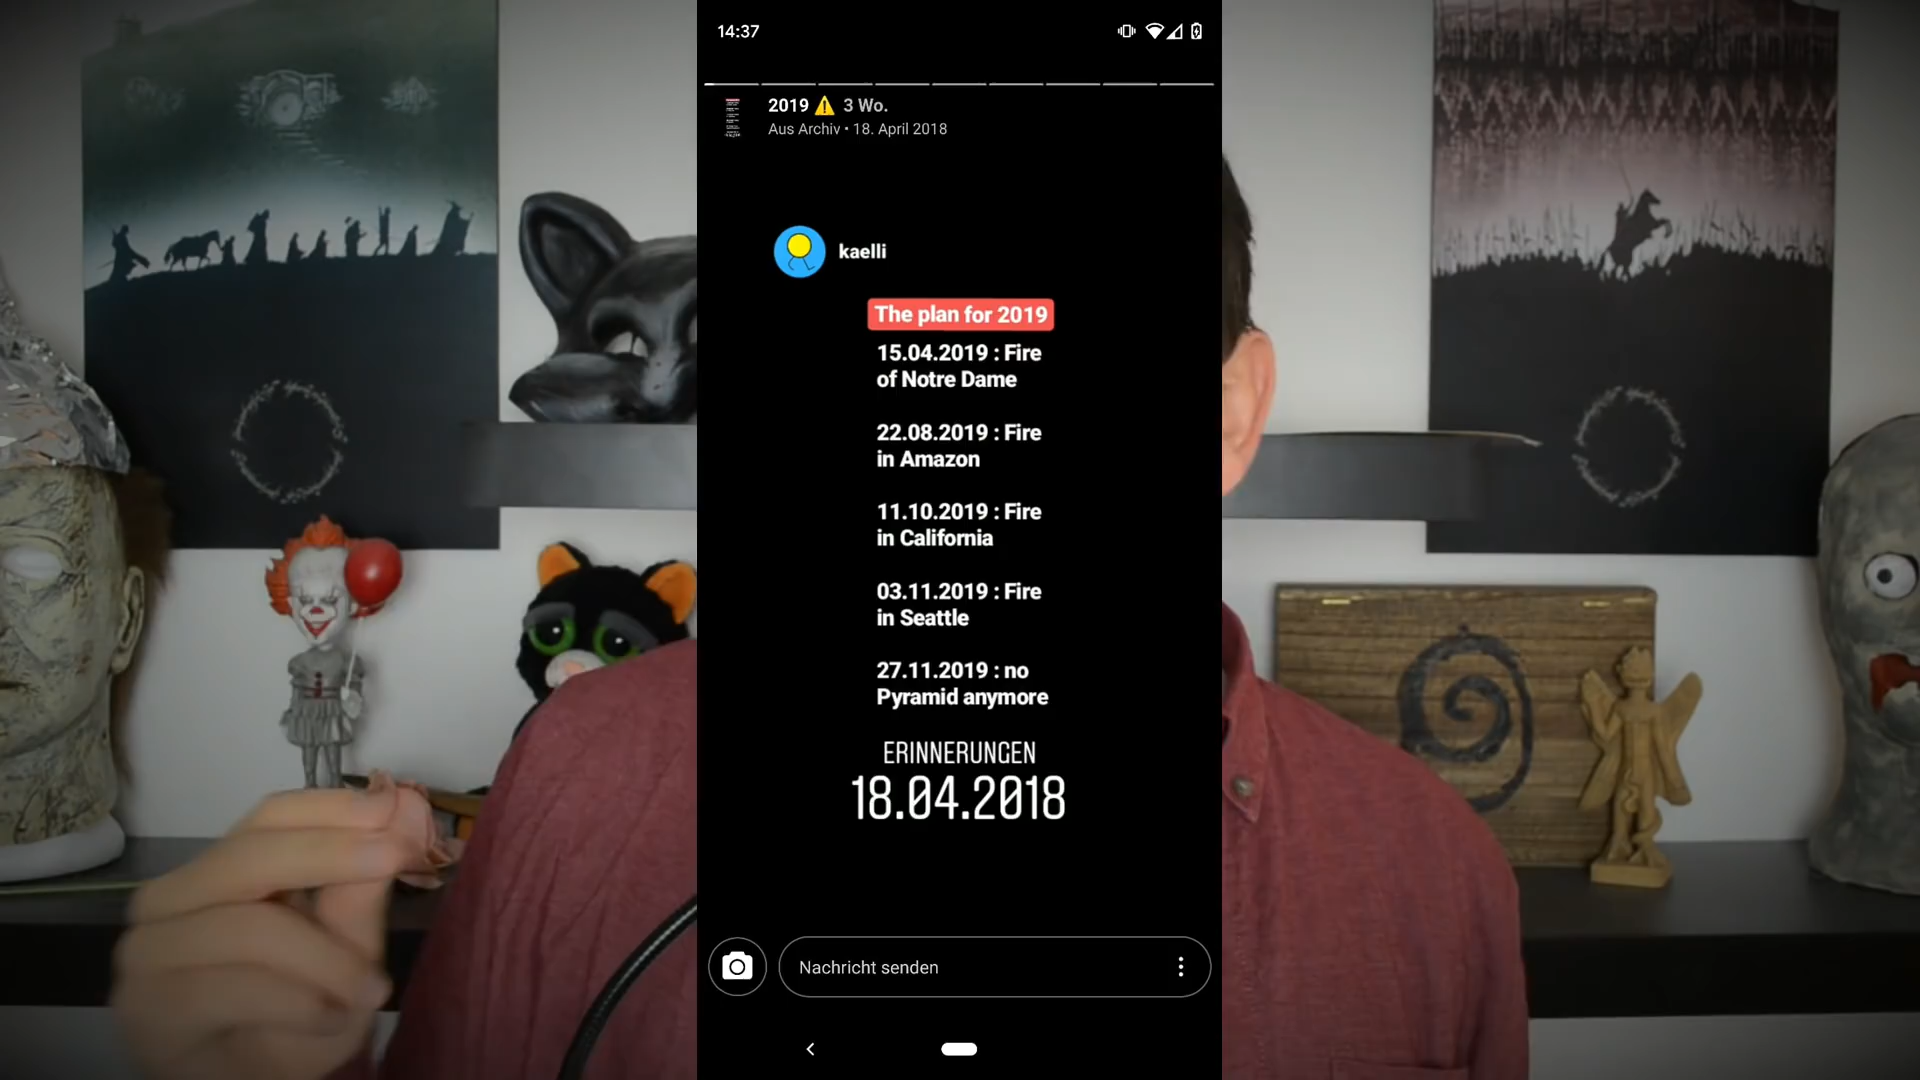 14:37
2019 ⚠️ 3 Wo.
Aus Archiv • 18. April 2018
kaelli
The plan for 2019
15.04.2019 : Fire
of Notre Dame
22.08.2019 : Fire
in Amazon
11.10.2019 : Fire
in California
03.11.2019 : Fire
in Seattle
27.11.2019 : no
Pyramid anymore
ERINNERUNGEN
18.04.2018
Nachricht senden